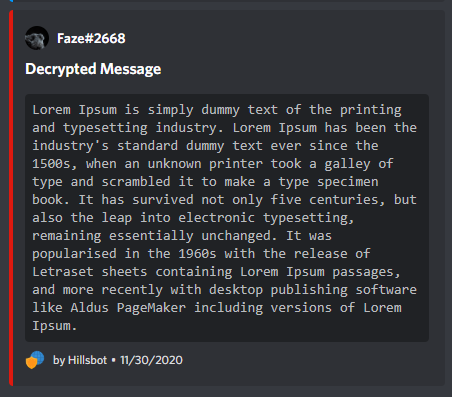 Faze#2668
Decrypted Message
Lorem Ipsum is simply dummy text of the printing
and typesetting industry. Lorem Ipsum has been the
industry's standard dummy text ever since the
1500s, when an unknown printer took a galley of
type and scrambled it to make a type specimen
book. It has survived not only five centuries, but
also the leap into electronic typesetting,
remaining essentially unchanged. It was
popularised in the 1960s with the release of
Letraset sheets containing Lorem Ipsum passages,
and more recently with desktop publishing software
like Aldus PageMaker including versions of Lorem
Ipsum.
by Hillsbot • 11/30/2020